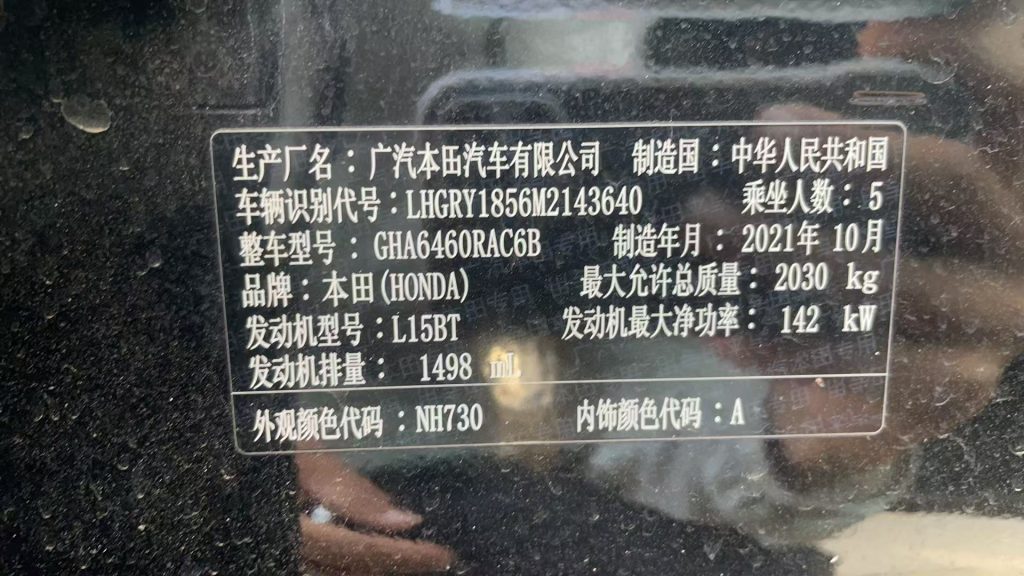 生产厂名：广汽本田汽车有限公司 制造国：中华人民共和国
车辆识别代号：LHGRY1856M2143640 乘坐人数：5
整车型号：GHA6460RAC6B 制造年月：2021年10月
品牌：本田(HONDA) 最大允许总质量：2030 kg
发动机型号：L15BT 发动机最大净功率：142 kW
发动机排量：1498 mL
外观颜色代码：NH730 内饰颜色代码：A